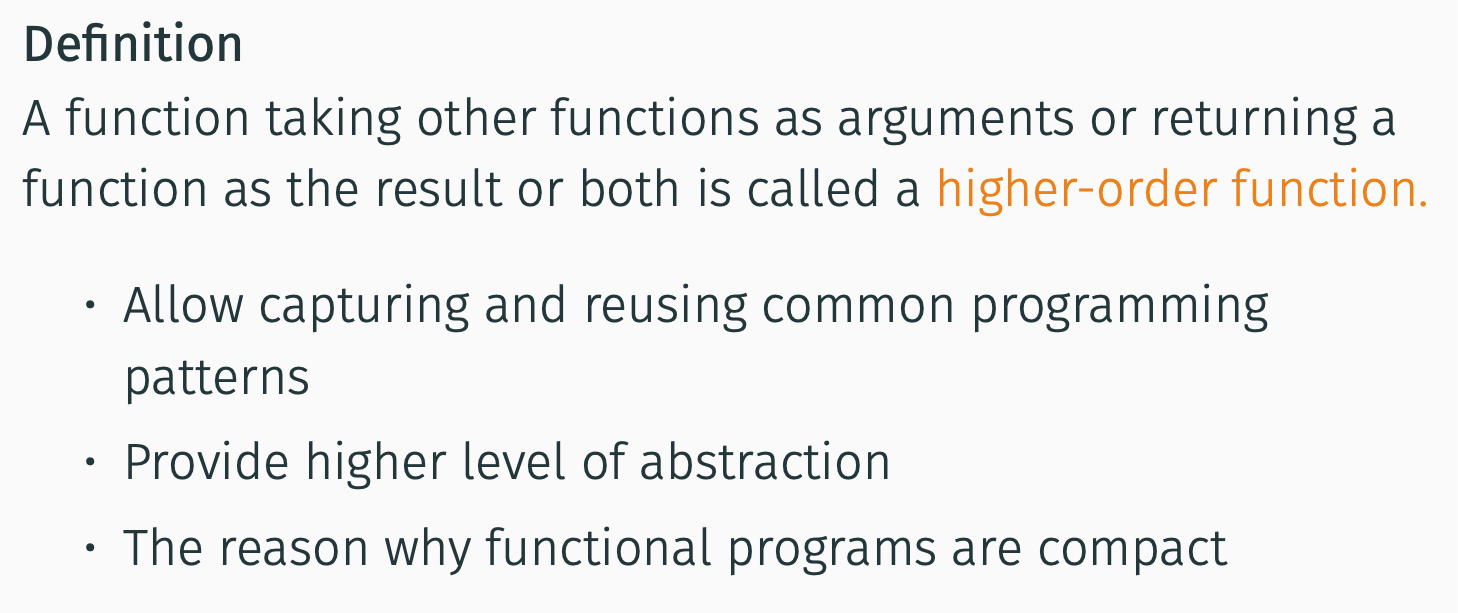 Definition
A function taking other functions as arguments or returning a
function as the result or both is called a higher-order function.
• Allow capturing and reusing common programming
patterns
• Provide higher level of abstraction
• The reason why functional programs are compact